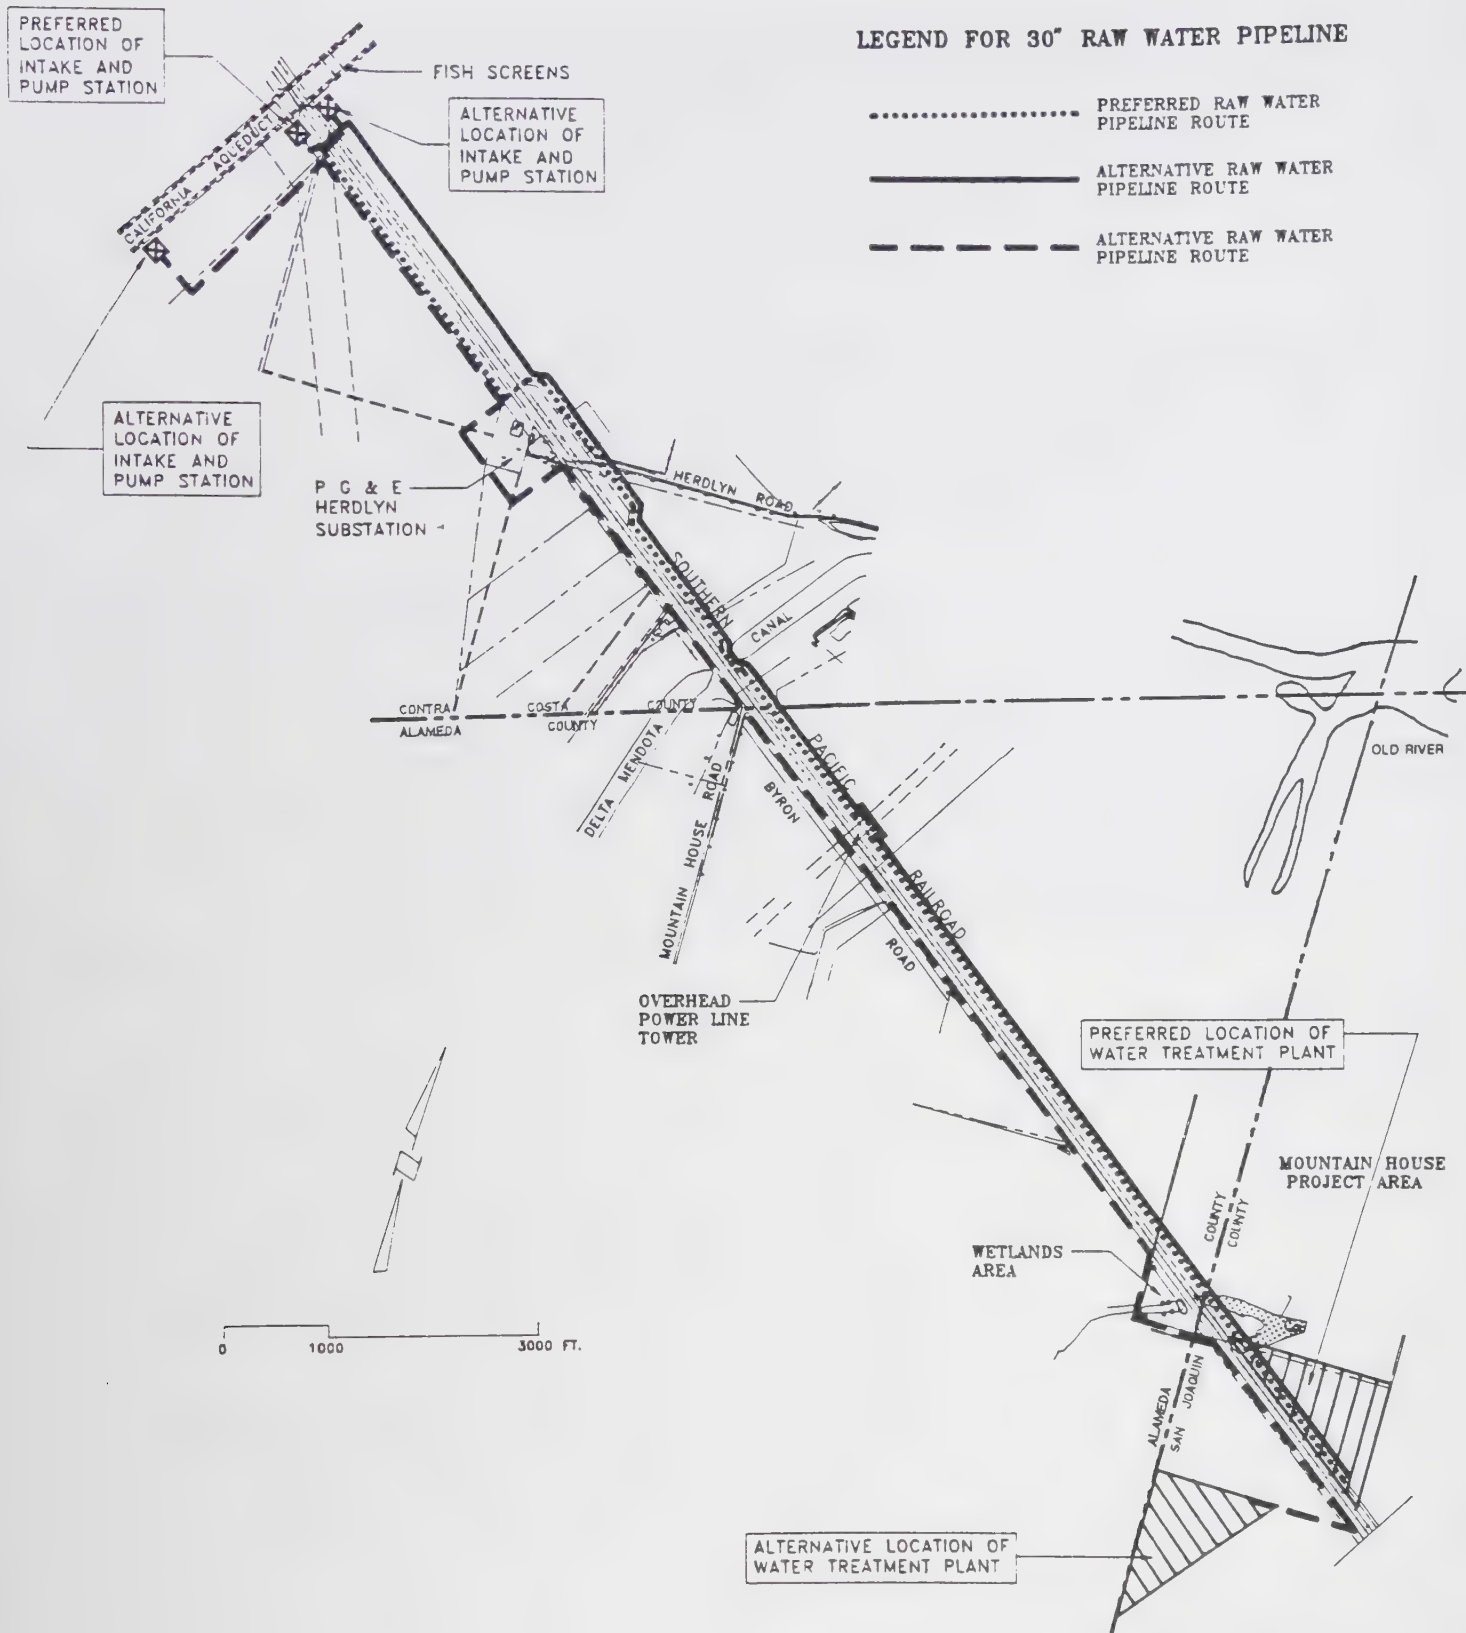 PREFERRED
LOCATION OF
INTAKE AND
PUMP STATION
FISH SCREENS
ALTERNATIVE
LOCATION OF
INTAKE AND
PUMP STATION
CALIFORNIA AQUEDUCT
LEGEND FOR 30" RAW WATER PIPELINE
PREFERRED RAW WATER
PIPELINE ROUTE
ALTERNATIVE RAW WATER
PIPELINE ROUTE
ALTERNATIVE RAW WATER
PIPELINE ROUTE
ALTERNATIVE
LOCATION OF
INTAKE AND
PUMP STATION
P G & E
HERDLYN
SUBSTATION
HERDLYN ROAD
SOUTHERN
CANAL
CONTRA COSTA COUNTY
ALAMEDA COUNTY
OLD RIVER
DELTA MENDOTA
MOUNTAIN HOUSE ROAD
BYRON
PACIFIC
RAILROAD
ROAD
OVERHEAD
POWER LINE
TOWER
PREFERRED LOCATION OF
WATER TREATMENT PLANT
MOUNTAIN HOUSE
PROJECT AREA
COUNTY
COUNTY
WETLANDS
AREA
0 1000 3000 FT.
ALAMEDA
SAN JOAQUIN
ALTERNATIVE LOCATION OF
WATER TREATMENT PLANT